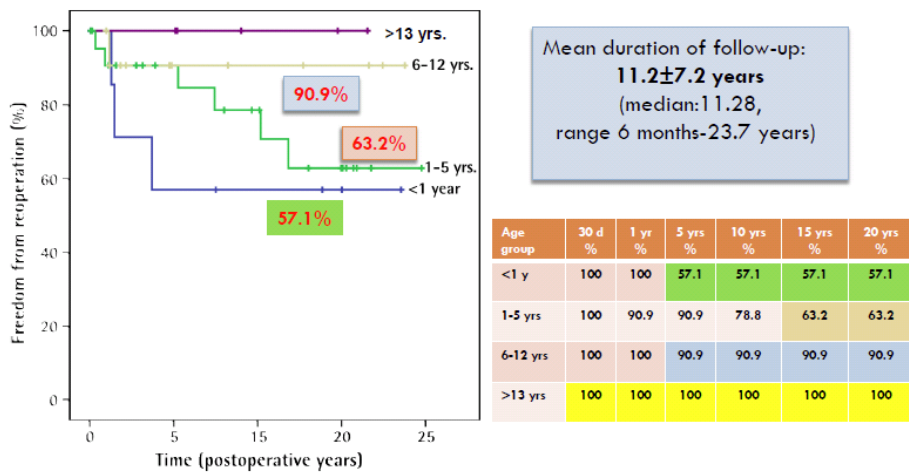 100
80
60
40
20
0
Freedom from reoperation (%)
0
5
15
15
20
25
Time (postoperative years)
>13 yrs.
6-12 yrs.
90.9%
63.2%
1-5 yrs.
<1 year
57.1%
Mean duration of follow-up:
11.2±7.2 years
(median:11.28,
range 6 months-23.7 years)
Age group 30 d % 1 yr % 5 yrs % 10 yrs % 15 yrs % 20 yrs %
<1 y 100 100 57.1 57.1 57.1 57.1
1-5 yrs 100 90.9 90.9 78.8 63.2 63.2
6-12 yrs 100 100 90.9 90.9 90.9 90.9
>13 yrs 100 100 100 100 100 100